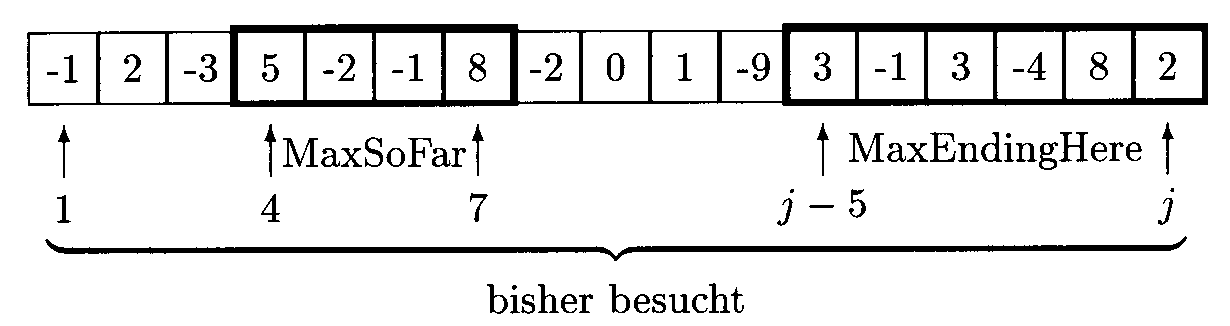 -1 2 -3 5 -2 -1 8 -2 0 1 -9 3 -1 3 -4 8 2
MaxSoFar MaxEndingHere
1 4 7 j − 5 j
bisher besucht